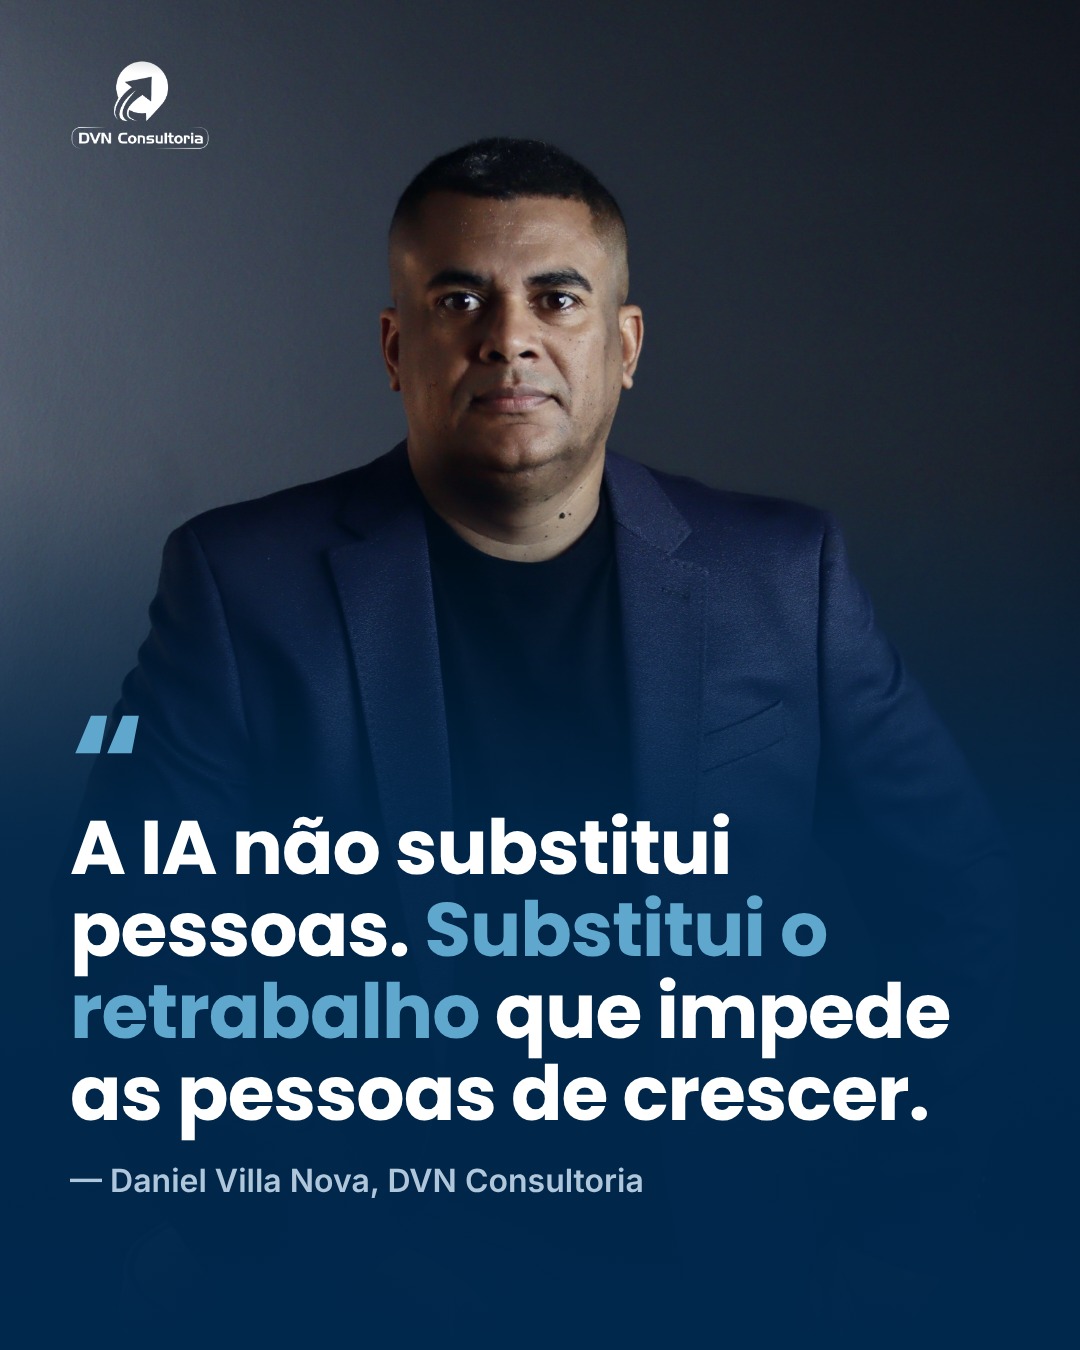 DVN Consultoria
“
A IA não substitui
pessoas. Substitui o
retrabalho que impede
as pessoas de crescer.
— Daniel Villa Nova, DVN Consultoria